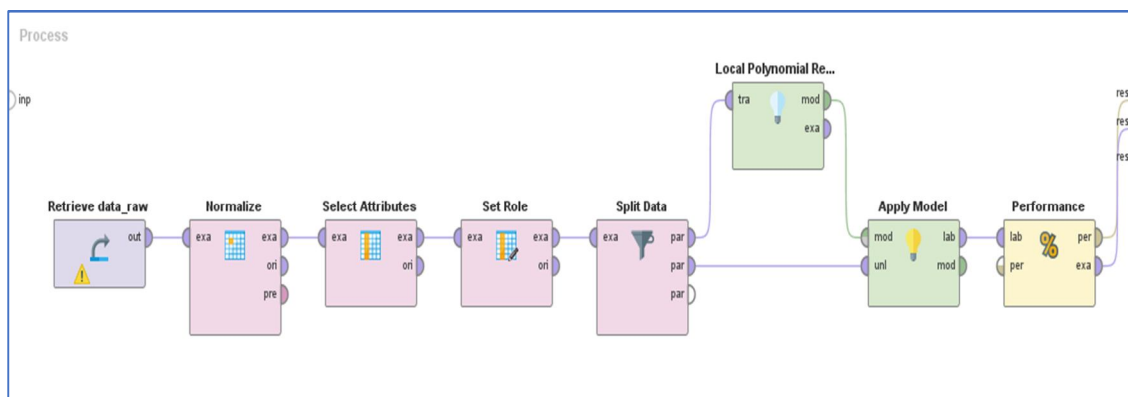 Process
inp
Retrieve data_raw
out
Normalize
exa
exa
ori
pre
Select Attributes
exa
exa
ori
Set Role
exa
exa
ori
Split Data
exa
par
par
par
Local Polynomial Re...
tra
mod
exa
Apply Model
mod
lab
unl
mod
Performance
lab
per
per
exa
res
res
res